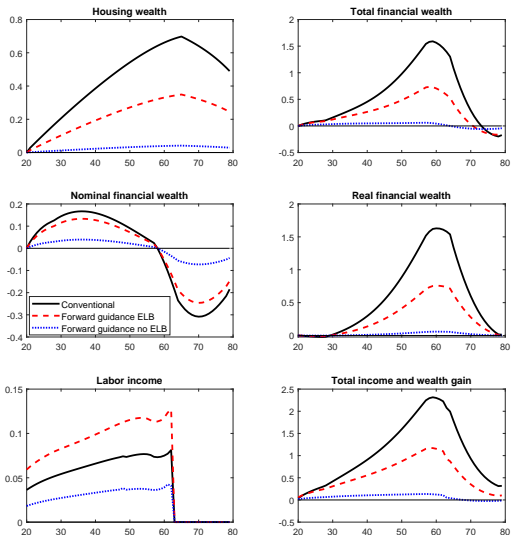 Housing wealth
0.8
0.6
0.4
0.2
0
20 30 40 50 60 70 80
Total financial wealth
2
1.5
1
0.5
0
-0.5
20 30 40 50 60 70 80
Nominal financial wealth
0.2
0.1
0
-0.1
-0.2
-0.3
-0.4
Conventional
Forward guidance ELB
Forward guidance no ELB
20 30 40 50 60 70 80
Real financial wealth
2
1.5
1
0.5
0
20 30 40 50 60 70 80
Labor income
0.15
0.1
0.05
0
20 30 40 50 60 70 80
Total income and wealth gain
2.5
2
1.5
1
0.5
0
-0.5
20 30 40 50 60 70 80